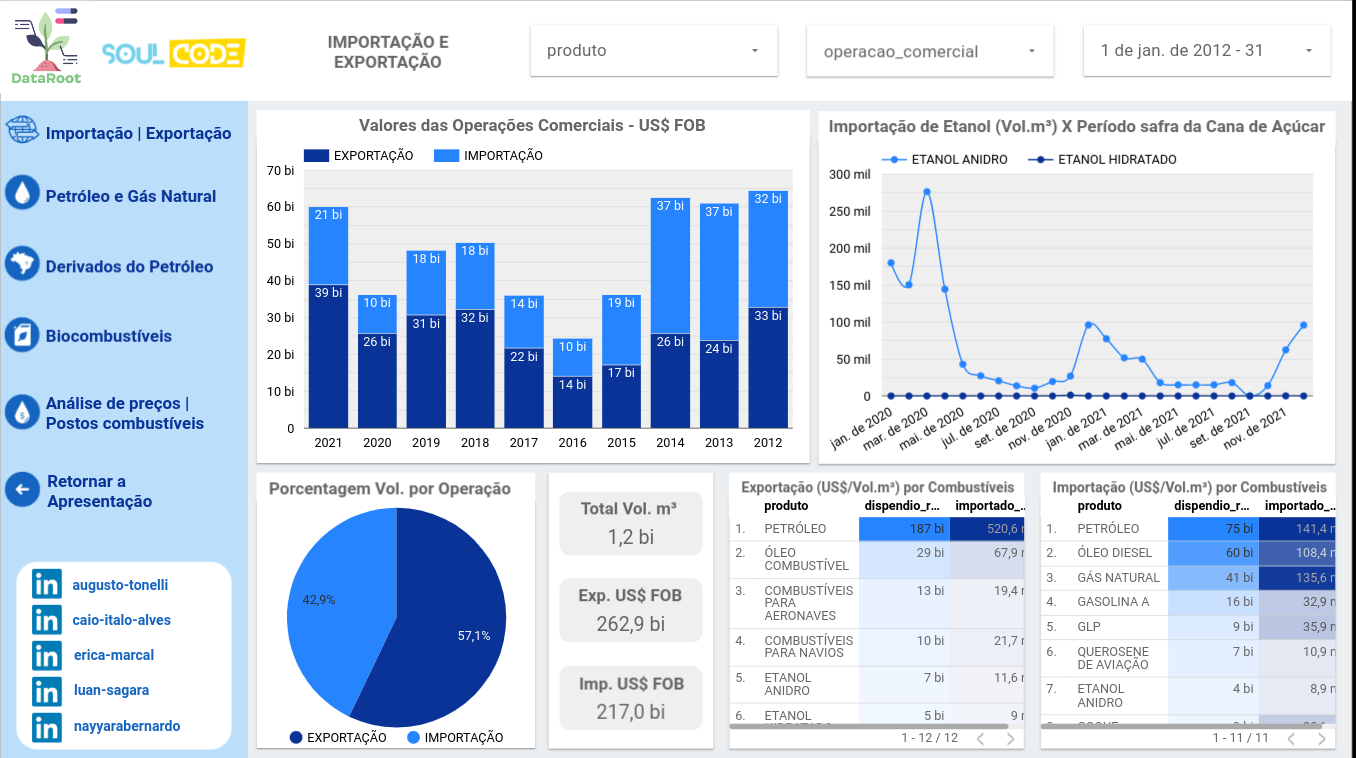 DataRoot
SOUL CODE
IMPORTAÇÃO E
EXPORTAÇÃO
produto
operacao_comercial
1 de jan. de 2012 - 31
Importação | Exportação
Petróleo e Gás Natural
Derivados do Petróleo
Biocombustíveis
Análise de preços |
Postos combustíveis
Retornar a
Apresentação
augusto-tonelli
caio-italo-alves
erica-marcal
luan-sagara
nayyarabernardo
Valores das Operações Comerciais - US$ FOB
EXPORTAÇÃO IMPORTAÇÃO
70 bi
60 bi
50 bi
40 bi
30 bi
20 bi
10 bi
0
21 bi 10 bi 18 bi 18 bi 14 bi 10 bi 19 bi 37 bi 37 bi 32 bi
39 bi 26 bi 31 bi 32 bi 22 bi 14 bi 17 bi 26 bi 24 bi 33 bi
2021 2020 2019 2018 2017 2016 2015 2014 2013 2012
Importação de Etanol (Vol.m³) X Período safra da Cana de Açúcar
ETANOL ANIDRO ETANOL HIDRATADO
300 mil
250 mil
200 mil
150 mil
100 mil
50 mil
0
jan. de 2020 mar. de 2020 mai. de 2020 jul. de 2020 set. de 2020 nov. de 2020 jan. de 2021 mar. de 2021 mai. de 2021 jul. de 2021 set. de 2021 nov. de 2021
Porcentagem Vol. por Operação
42,9%
57,1%
EXPORTAÇÃO IMPORTAÇÃO
Total Vol. m³
1,2 bi
Exp. US$ FOB
262,9 bi
Imp. US$ FOB
217,0 bi
Exportação (US$/Vol.m³) por Combustíveis
produto dispendio_r... importado_...
1. PETRÓLEO 187 bi 520,6
2. ÓLEO COMBUSTÍVEL 29 bi 67,9
3. COMBUSTÍVEIS PARA AERONAVES 13 bi 19,4
4. COMBUSTÍVEIS PARA NAVIOS 10 bi 21,7
5. ETANOL ANIDRO 7 bi 11,6
6. ETANOL 5 bi 9
1 - 12 / 12
Importação (US$/Vol.m³) por Combustíveis
produto dispendio_r... importado_...
1. PETRÓLEO 75 bi 141,4
2. ÓLEO DIESEL 60 bi 108,4
3. GÁS NATURAL 41 bi 135,6
4. GASOLINA A 16 bi 32,9
5. GLP 9 bi 35,9
6. QUEROSENE DE AVIAÇÃO 7 bi 10,9
7. ETANOL ANIDRO 4 bi 8,9
1 - 11 / 11